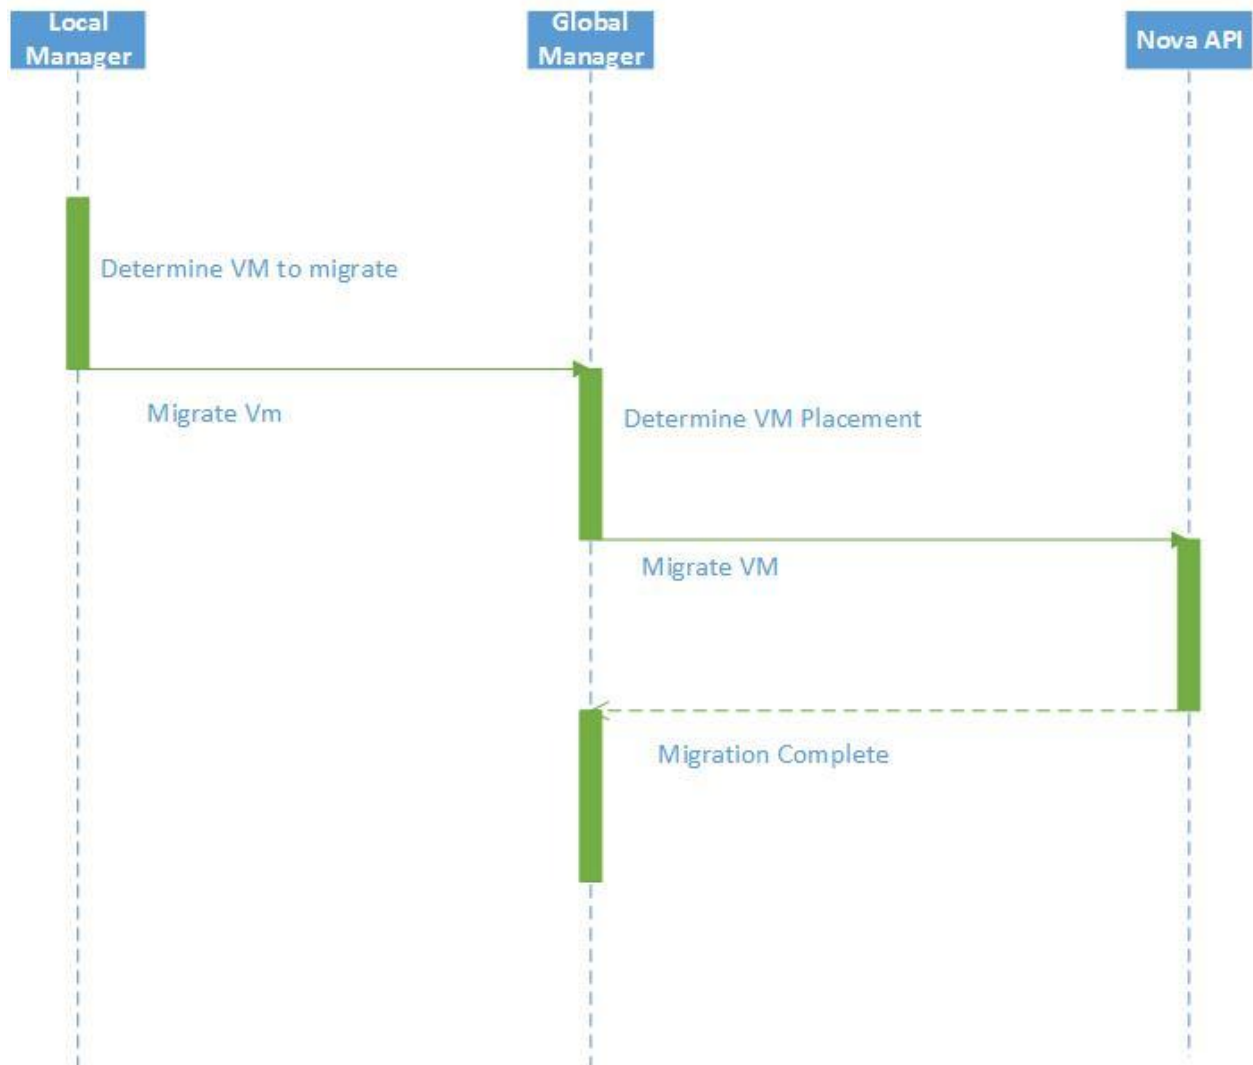 Local
Manager
Global
Manager
Nova API
Determine VM to migrate
Migrate Vm
Determine VM Placement
Migrate VM
Migration Complete